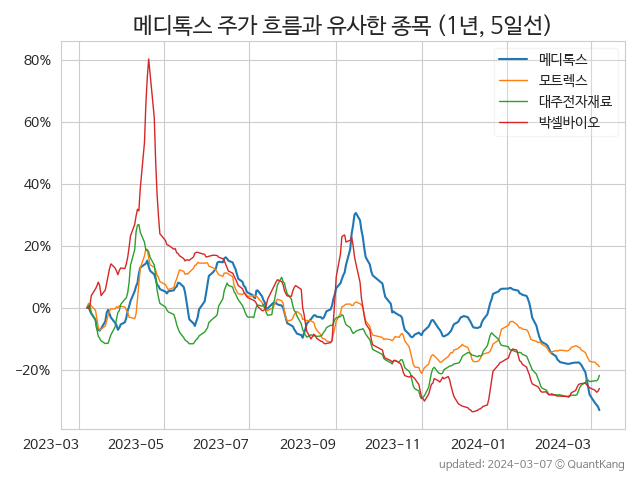 메디톡스 주가 흐름과 유사한 종목 (1년, 5일선)
메디톡스
모트렉스
대주전자재료
박셀바이오
80%
60%
40%
20%
0%
−20%
2023-03 2023-05 2023-07 2023-09 2023-11 2024-01 2024-03
updated: 2024-03-07 © QuantKang